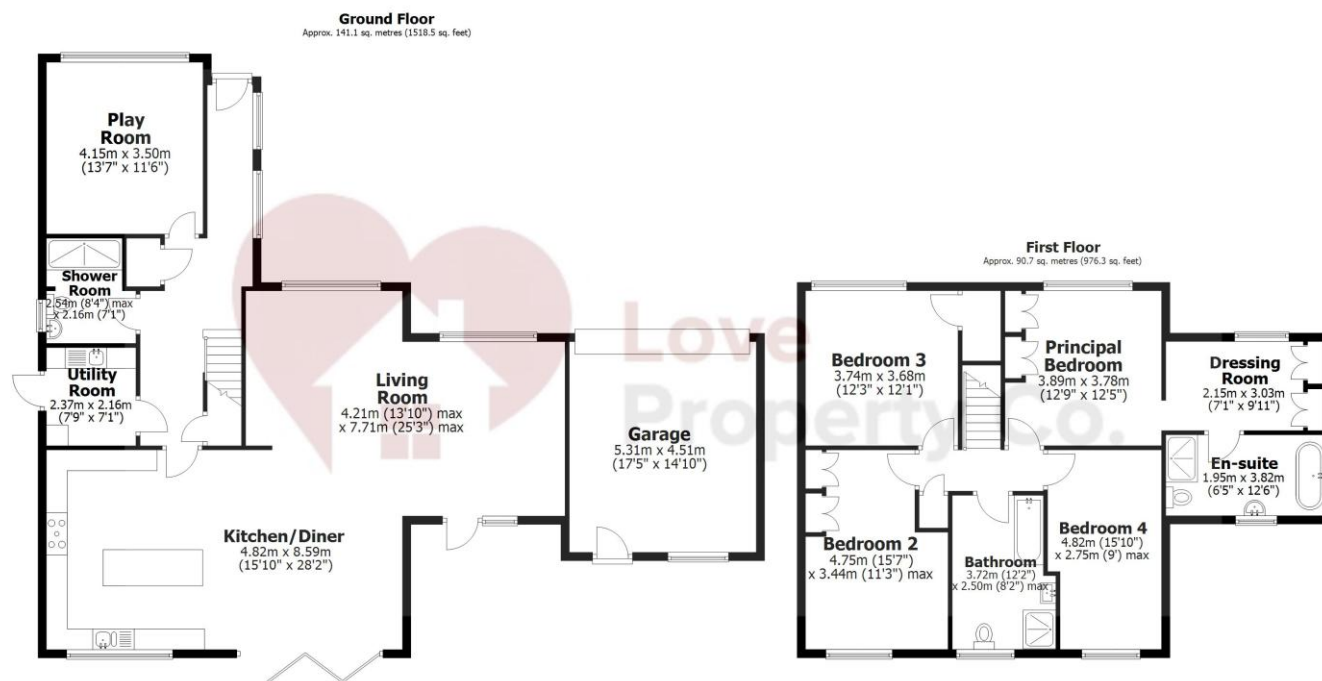 Ground Floor
Approx. 141.1 sq. metres (1518.5 sq. feet)
Play
Room
4.15m x 3.50m
(13'7" x 11'6")
Shower
Room
2.54m (8'4") max
x 2.16m (7'1")
Utility
Room
2.37m x 2.16m
(7'9" x 7'1")
Living
Room
4.21m (13'10") max
x 7.71m (25'3") max
Garage
5.31m x 4.51m
(17'5" x 14'10")
Kitchen/Diner
4.82m x 8.59m
(15'10" x 28'2")
Love
Property Co.
First Floor
Approx. 90.7 sq. metres (976.3 sq. feet)
Bedroom 3
3.74m x 3.68m
(12'3" x 12'1")
Principal
Bedroom
3.89m x 3.78m
(12'9" x 12'5")
Dressing
Room
2.15m x 3.03m
(7'1" x 9'11")
En-suite
1.95m x 3.82m
(6'5" x 12'6")
Bedroom 2
4.75m (15'7")
x 3.44m (11'3") max
Bathroom
3.72m (12'2")
x 2.50m (8'2") max
Bedroom 4
4.82m (15'10")
x 2.75m (9') max